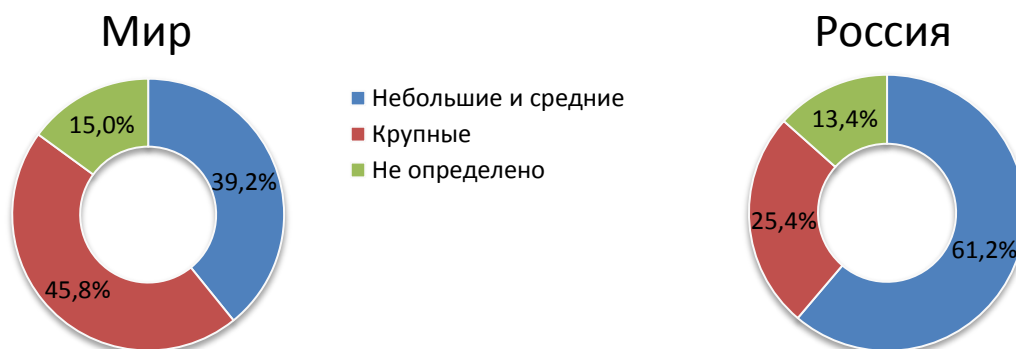 Мир
Россия
15,0%
39,2%
45,8%
Небольшие и средние
Крупные
Не определено
13,4%
25,4%
61,2%